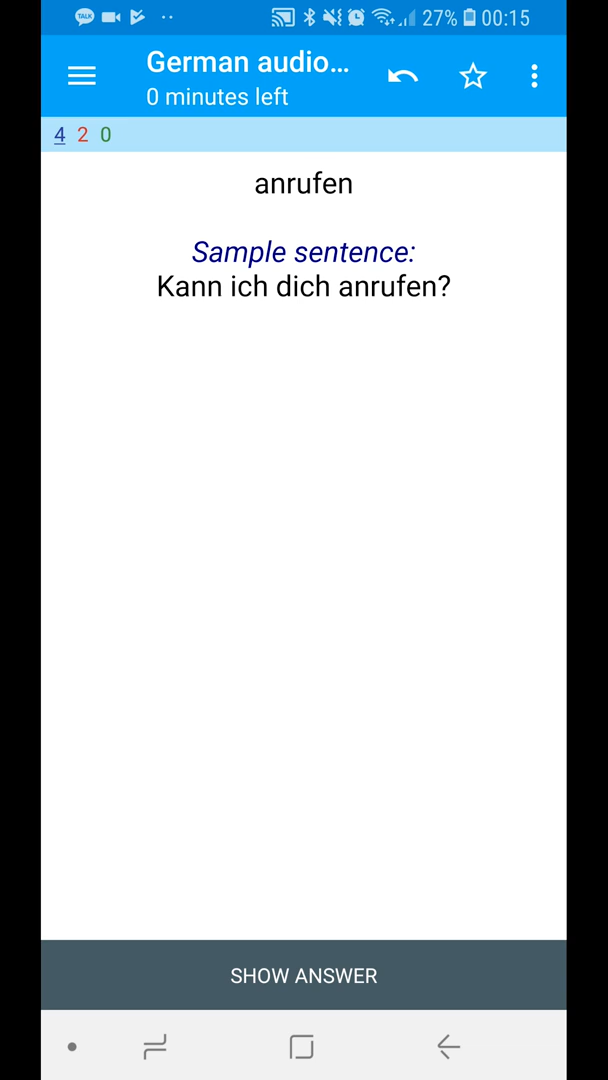 TALK 27% 00:15
German audio...
0 minutes left
4 2 0
anrufen
Sample sentence:
Kann ich dich anrufen?
SHOW ANSWER